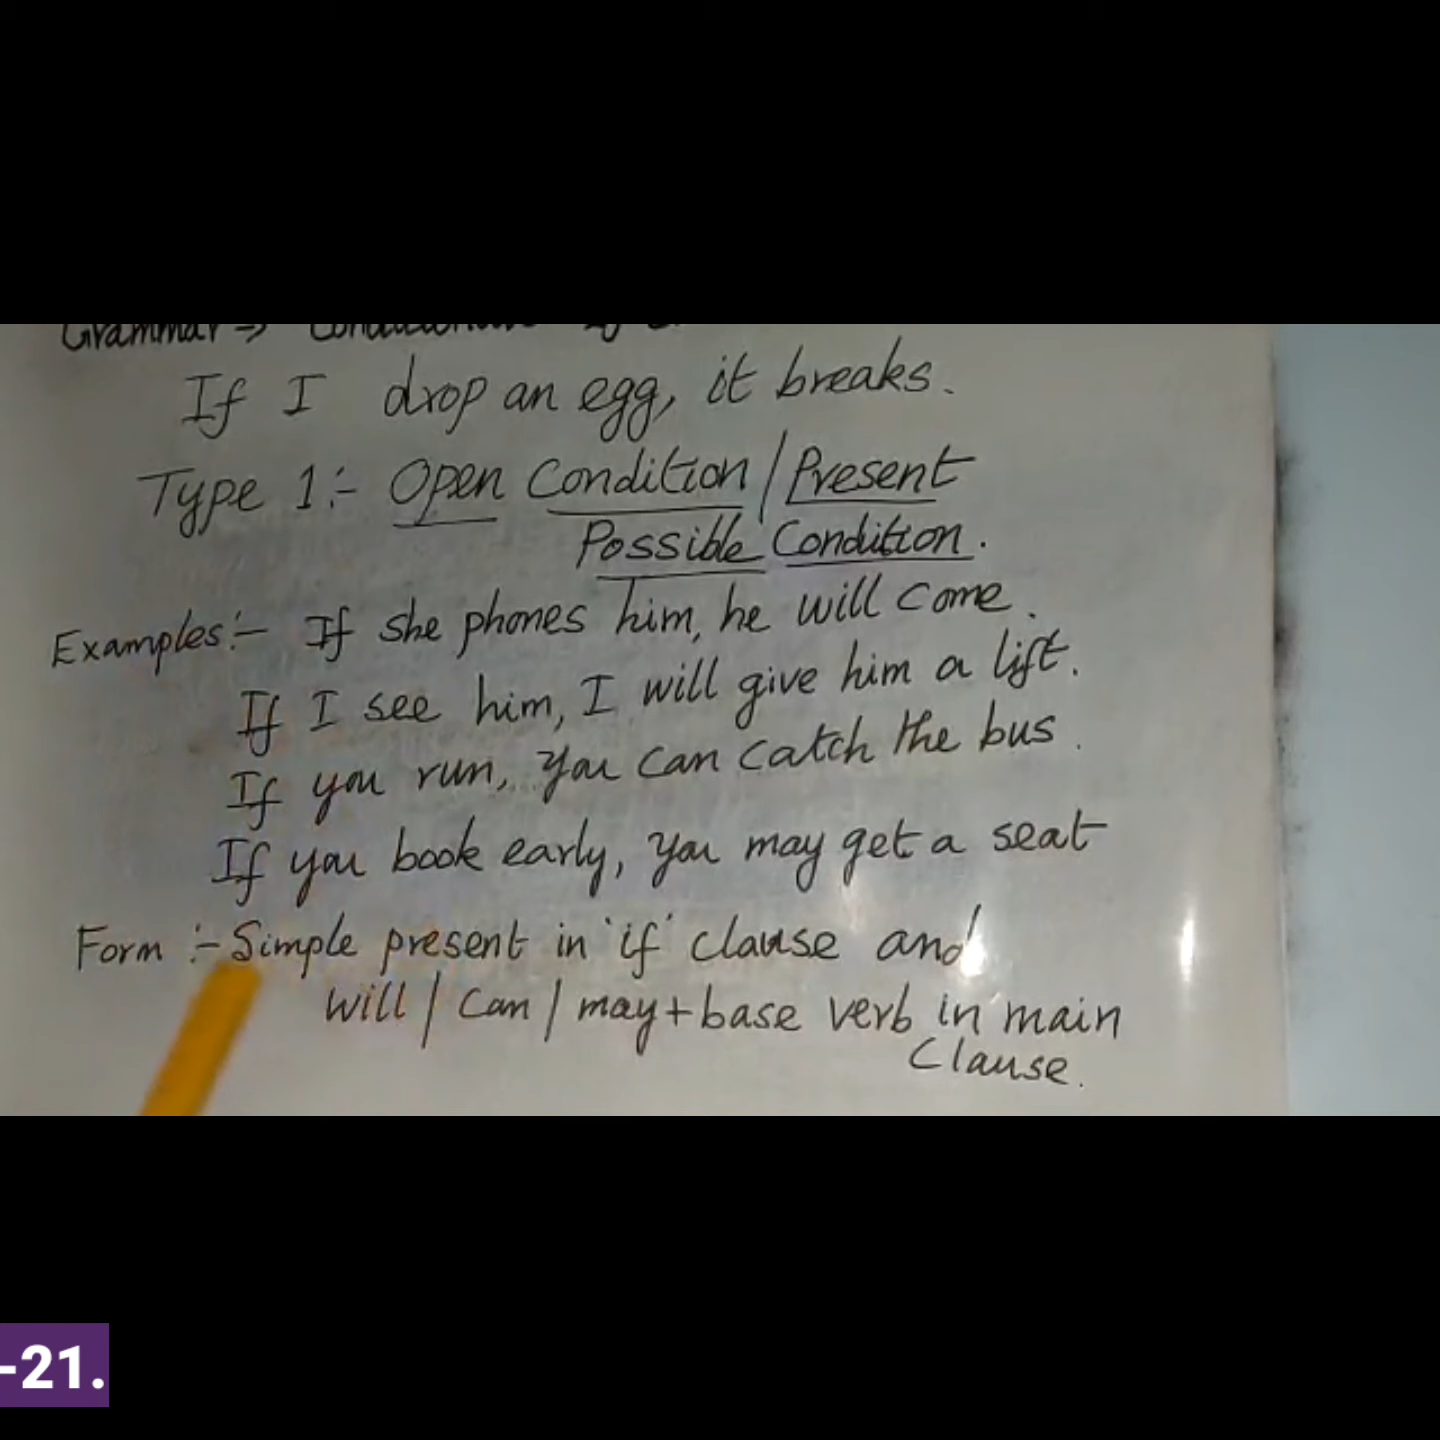 Grammar →
If I drop an egg, it breaks.
Type 1:- Open Condition / Present
Possible Condition.
Examples:- If she phones him, he will come.
If I see him, I will give him a lift.
If you run, you can catch the bus.
If you book early, you may get a seat
Form :- Simple present in 'if' clause and
will / can / may + base verb in main
Clause.
-21.